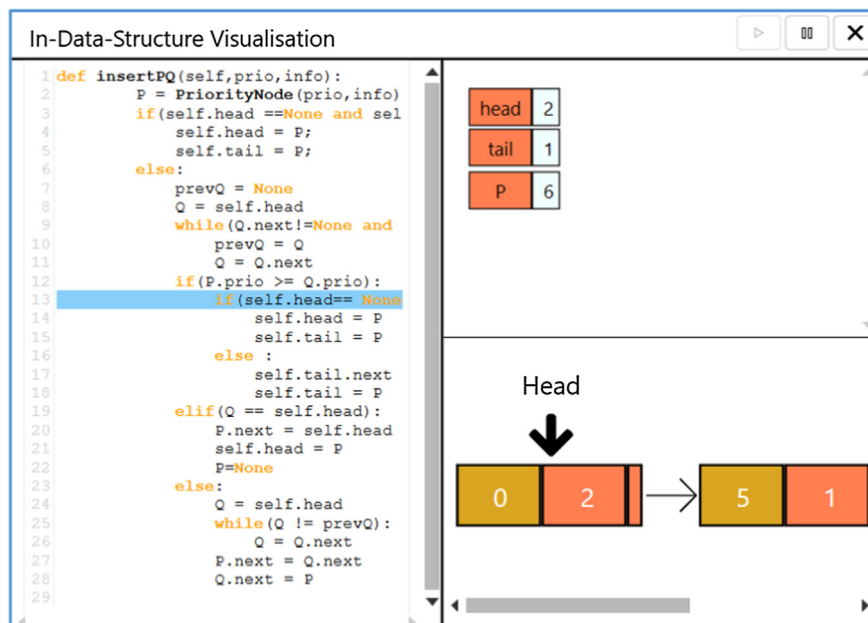 In-Data-Structure Visualisation
1 def insertPQ(self,prio,info):
2 P = PriorityNode(prio,info)
3 if(self.head ==None and sel
4 self.head = P;
5 self.tail = P;
6 else:
7 prevQ = None
8 Q = self.head
9 while(Q.next!=None and
10 prevQ = Q
11 Q = Q.next
12 if(P.prio >= Q.prio):
13 if(self.head== None
14 self.head = P
15 self.tail = P
16 else :
17 self.tail.next
18 self.tail = P
19 elif(Q == self.head):
20 P.next = self.head
21 self.head = P
22 P=None
23 else:
24 Q = self.head
25 while(Q != prevQ):
26 Q = Q.next
27 P.next = Q.next
28 Q.next = P
29
head 2
tail 1
P 6
Head
0 2 5 1